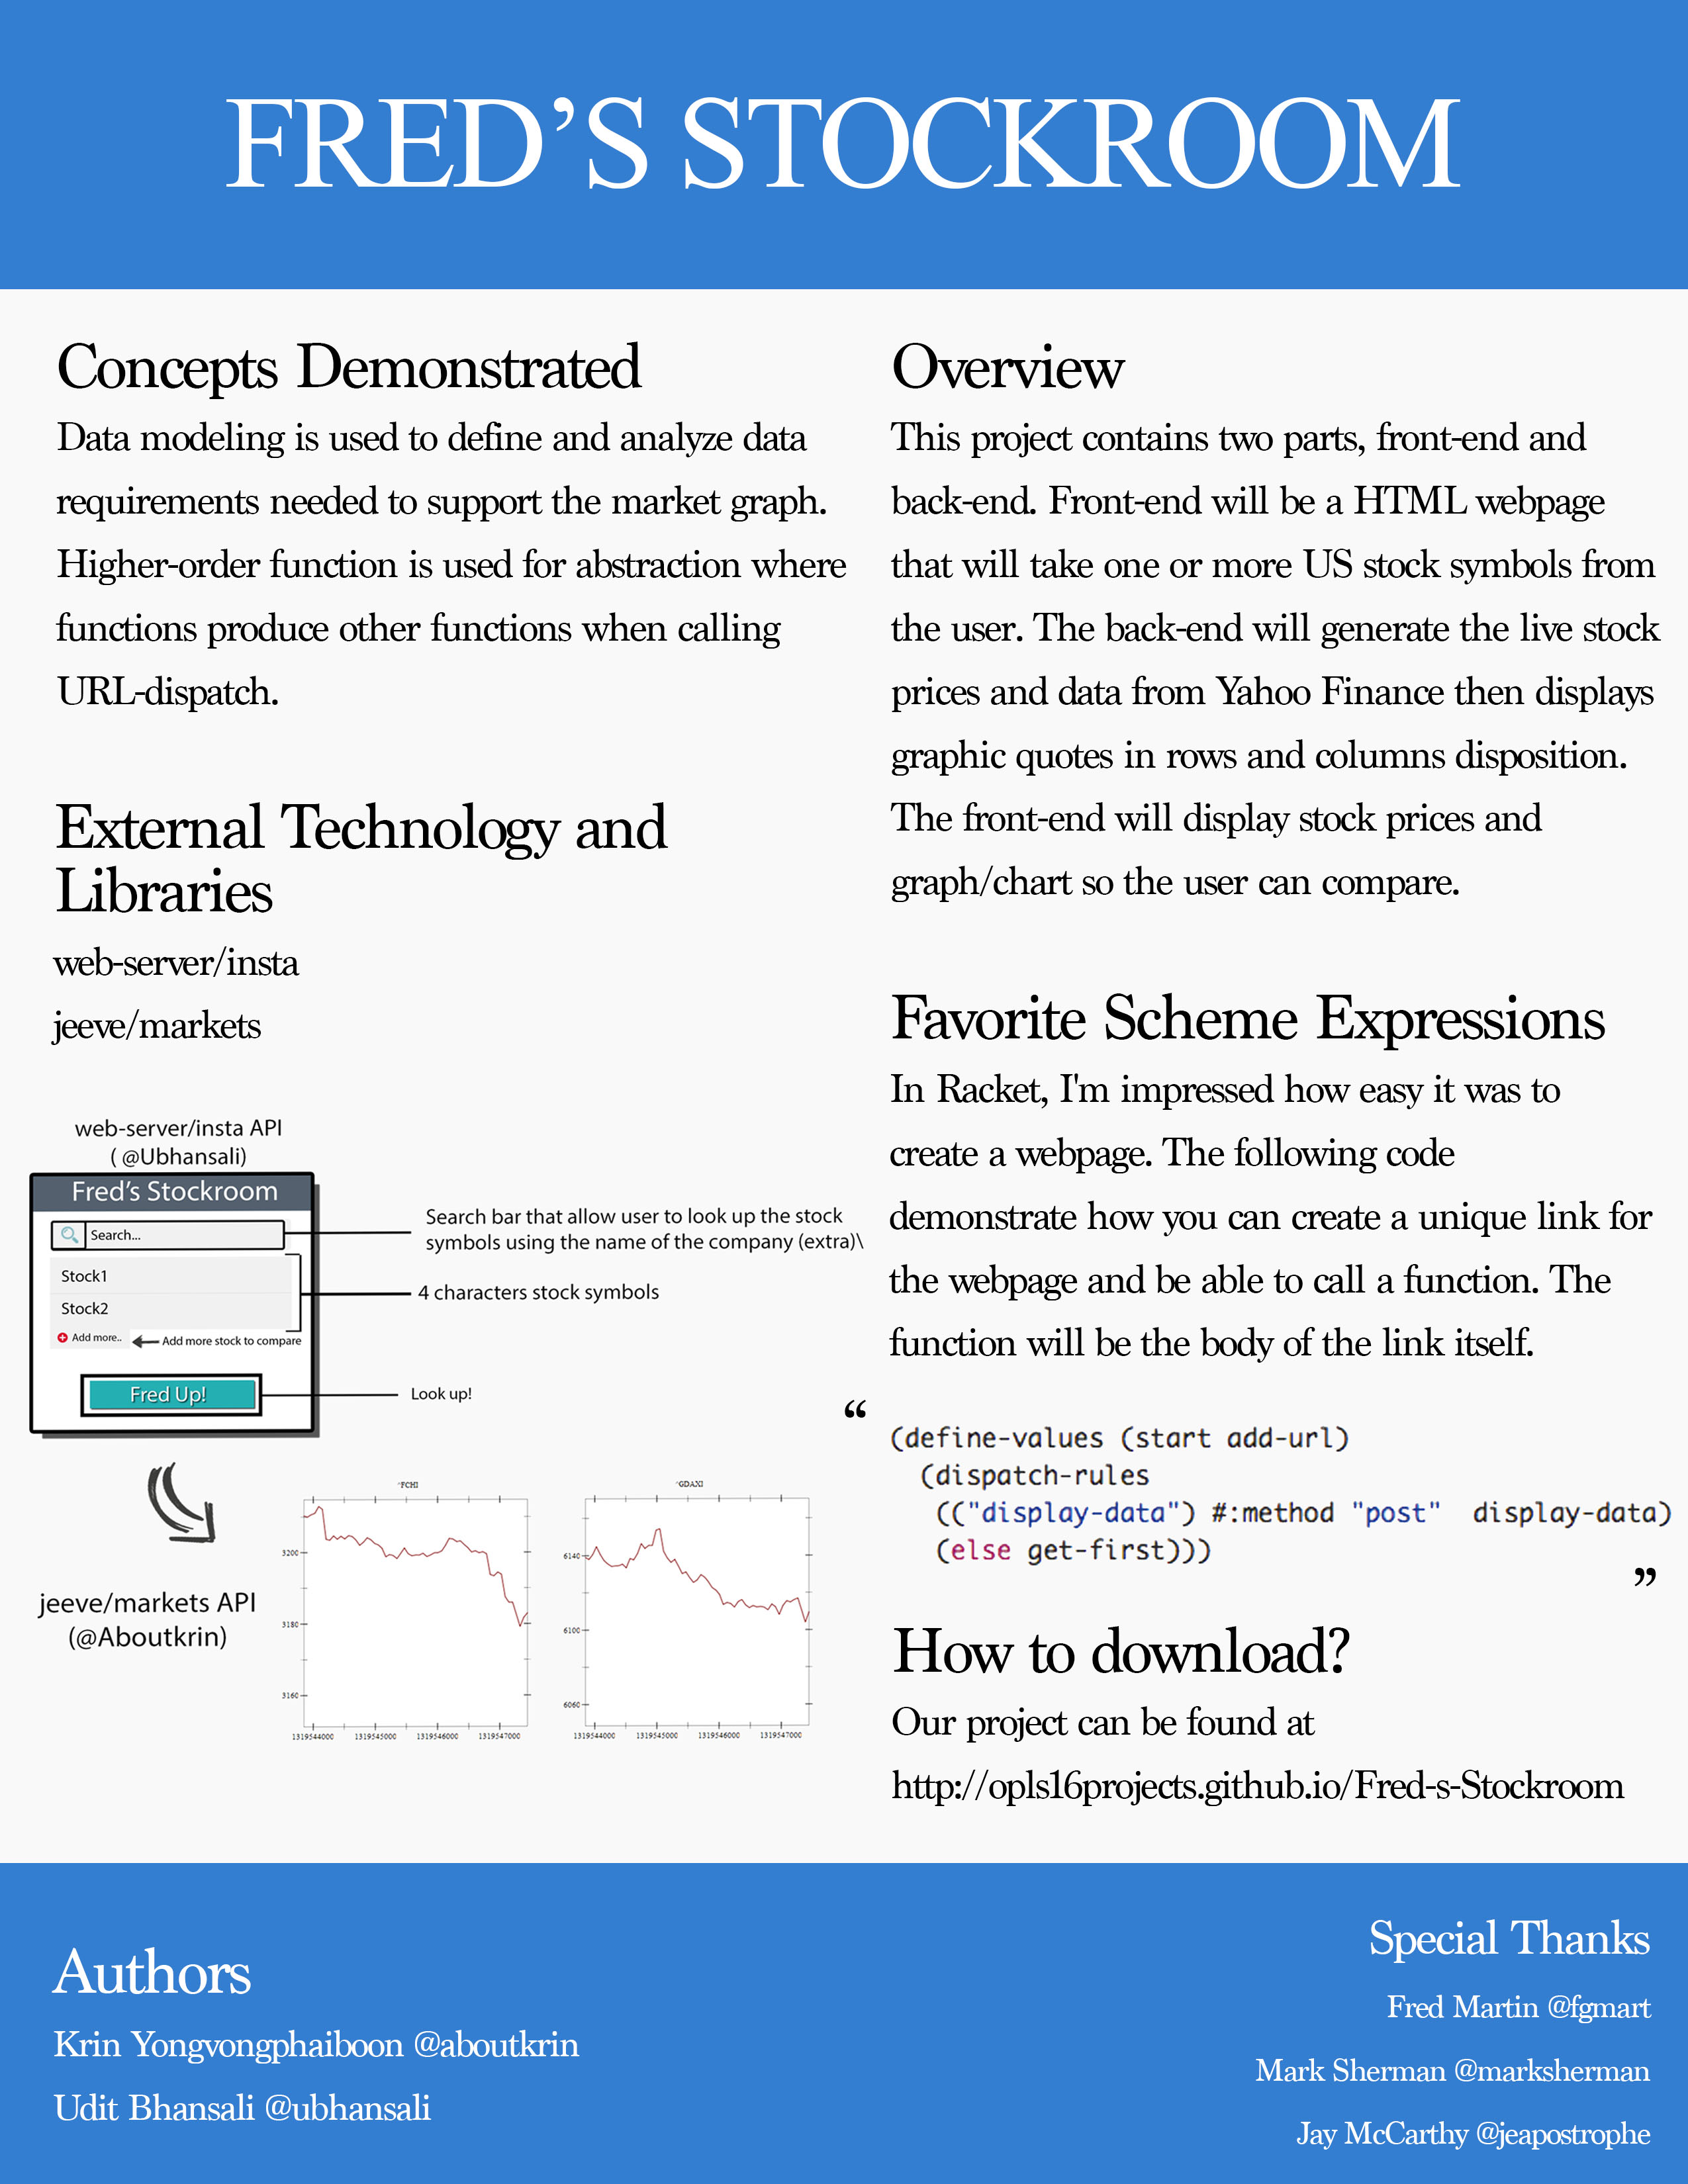 FRED’S STOCKROOM
Concepts Demonstrated
Data modeling is used to define and analyze data
requirements needed to support the market graph.
Higher-order function is used for abstraction where
functions produce other functions when calling
URL-dispatch.
External Technology and
Libraries
web-server/insta
jeeve/markets
web-server/insta API
( @Ubhansali)
Fred’s Stockroom
Search...
Stock1
Stock2
Add more..
Add more stock to compare
Fred Up!
Search bar that allow user to look up the stock
symbols using the name of the company (extra)\
4 characters stock symbols
Look up!
jeeve/markets API
(@Aboutkrin)
^FCHI
3200
3180
3160
1319544000 1319545000 1319546000 1319547000
^GDAXI
6140
6100
6060
1319544000 1319545000 1319546000 1319547000
Overview
This project contains two parts, front-end and
back-end. Front-end will be a HTML webpage
that will take one or more US stock symbols from
the user. The back-end will generate the live stock
prices and data from Yahoo Finance then displays
graphic quotes in rows and columns disposition.
The front-end will display stock prices and
graph/chart so the user can compare.
Favorite Scheme Expressions
In Racket, I'm impressed how easy it was to
create a webpage. The following code
demonstrate how you can create a unique link for
the webpage and be able to call a function. The
function will be the body of the link itself.
“
(define-values (start add-url)
(dispatch-rules
(("display-data") #:method "post" display-data)
(else get-first)))
”
How to download?
Our project can be found at
http://opls16projects.github.io/Fred-s-Stockroom
Authors
Krin Yongvongphaiboon @aboutkrin
Udit Bhansali @ubhansali
Special Thanks
Fred Martin @fgmart
Mark Sherman @marksherman
Jay McCarthy @jeapostrophe